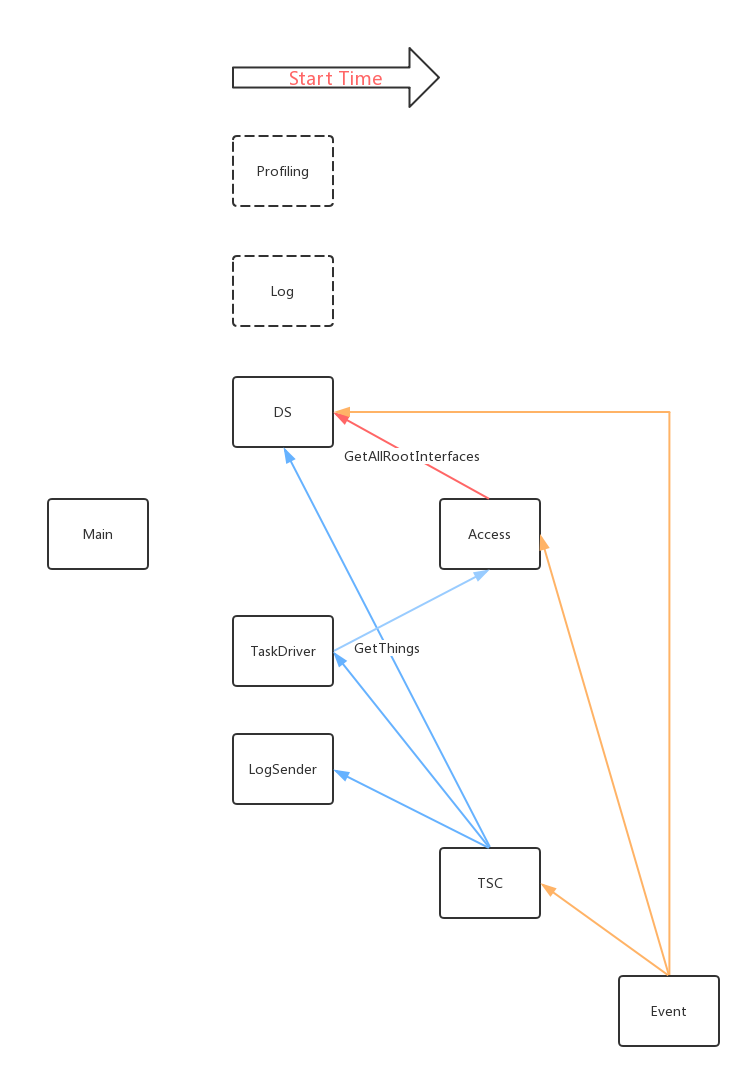 Start Time
Profiling
Log
DS
GetAllRootInterfaces
Main
Access
TaskDriver
GetThings
LogSender
TSC
Event